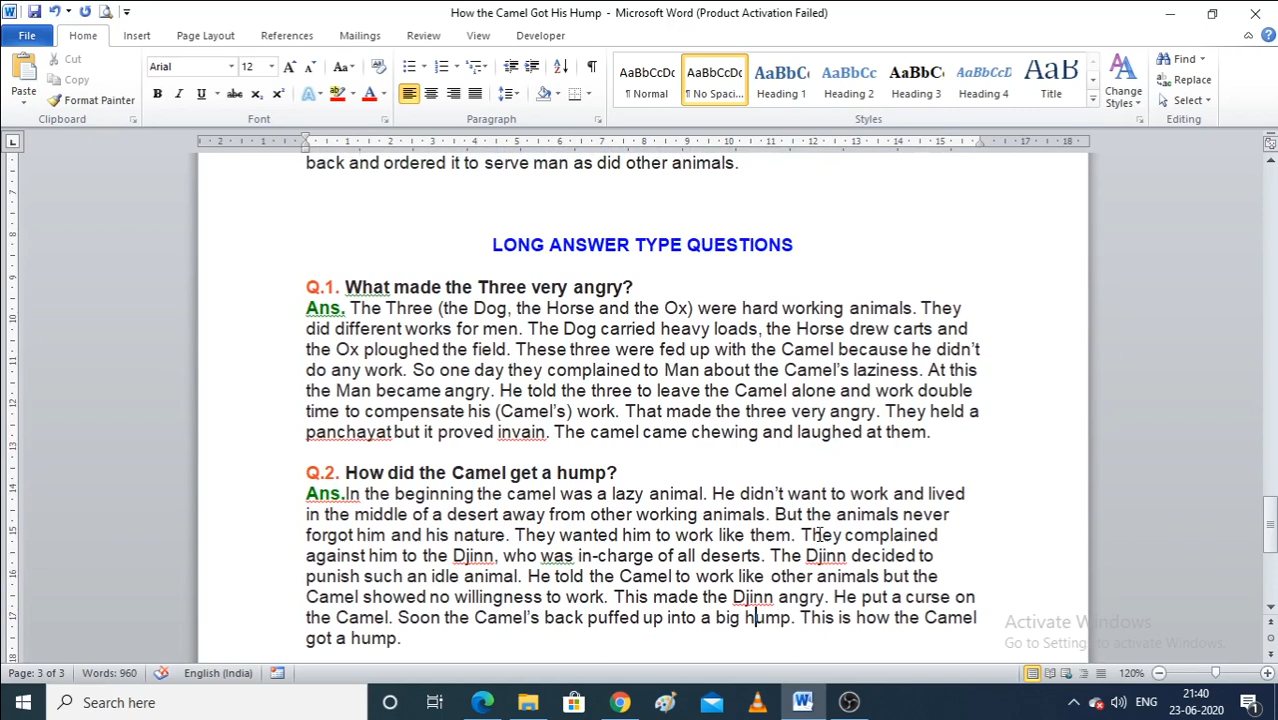 How the Camel Got His Hump - Microsoft Word (Product Activation Failed)
File Home Insert Page Layout References Mailings Review View Developer
Cut
Copy
Format Painter
Paste
Clipboard
Arial 12
Font
Paragraph
AaBbCcDc AaBbCcDc AaBbC AaBbCc AaBbCc AaBbCcD AaB
¶ Normal ¶ No Spaci... Heading 1 Heading 2 Heading 3 Heading 4 Title
Change Styles
Styles
Find
Replace
Select
Editing
back and ordered it to serve man as did other animals.
LONG ANSWER TYPE QUESTIONS
Q.1. What made the Three very angry?
Ans. The Three (the Dog, the Horse and the Ox) were hard working animals. They
did different works for men. The Dog carried heavy loads, the Horse drew carts and
the Ox ploughed the field. These three were fed up with the Camel because he didn't
do any work. So one day they complained to Man about the Camel's laziness. At this
the Man became angry. He told the three to leave the Camel alone and work double
time to compensate his (Camel's) work. That made the three very angry. They held a
panchayat but it proved invain. The camel came chewing and laughed at them.
Q.2. How did the Camel get a hump?
Ans.In the beginning the camel was a lazy animal. He didn't want to work and lived
in the middle of a desert away from other working animals. But the animals never
forgot him and his nature. They wanted him to work like them. They complained
against him to the Djinn, who was in-charge of all deserts. The Djinn decided to
punish such an idle animal. He told the Camel to work like other animals but the
Camel showed no willingness to work. This made the Djinn angry. He put a curse on
the Camel. Soon the Camel's back puffed up into a big hump. This is how the Camel
got a hump.
Activate Windows
Go to Settings to activate Windows.
Page: 3 of 3 Words: 960 English (India) 120%
Type here to search
ENG
21:40
23-06-2020